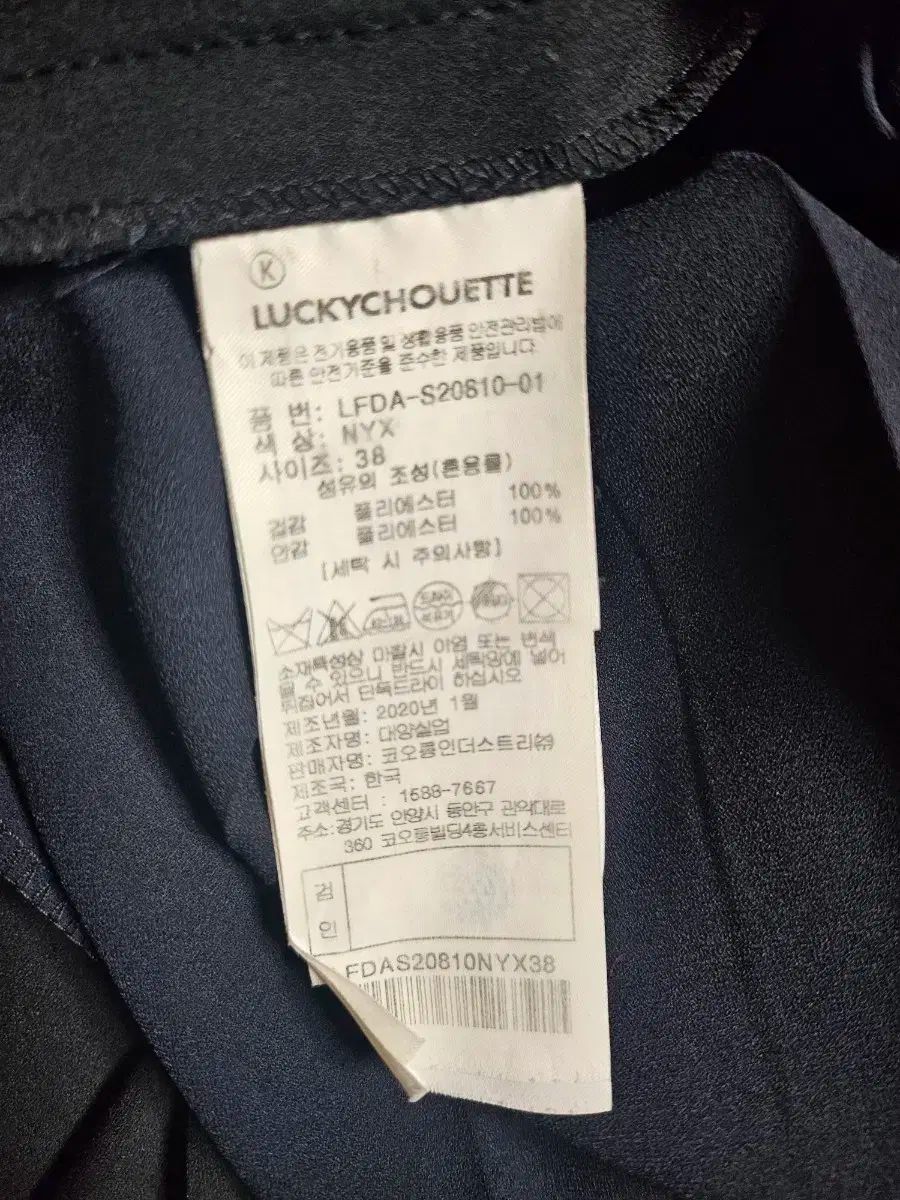 K
LUCKYCHOUETTE
이 제품은 전기용품 및 생활용품 안전관리법에
따른 안전기준을 준수한 제품입니다.
품 번: LFDA-S20810-01
색 상: NYX
사이즈: 38
섬유의 조성(혼용률)
겉감 폴리에스터 100%
안감 폴리에스터 100%
[세탁 시 주의사항]
드라이
소재특성상 마찰시 이염 또는 변색
될 수 있으니 반드시 세탁망에 넣어
뒤집어서 단독드라이 하십시오
제조년월: 2020년 1월
제조자명: 대양실업
판매자명: 코오롱인더스트리㈜
제조국: 한국
고객센터 : 1588-7667
주소:경기도 안양시 동안구 관악대로
360 코오롱빌딩4층서비스센터
검
인
FDAS20810NYX38